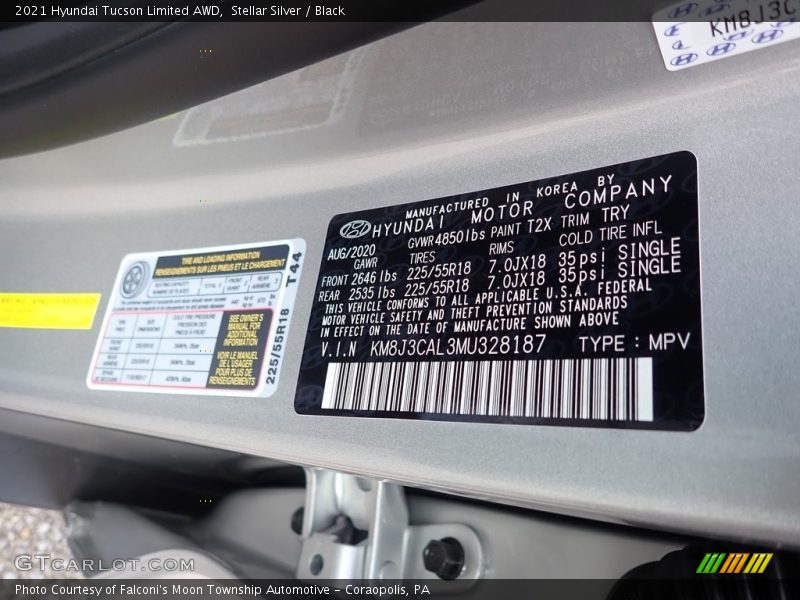 2021 Hyundai Tucson Limited AWD, Stellar Silver / Black
KM8J3C
MANUFACTURED IN KOREA BY
HYUNDAI MOTOR COMPANY
AUG/2020 GVWR 4850 lbs PAINT T2X TRIM TRY
GAWR TIRES RIMS COLD TIRE INFL
FRONT 2646 lbs 225/55R18 7.0JX18 35psi SINGLE
REAR 2535 lbs 225/55R18 7.0JX18 35psi SINGLE
THIS VEHICLE CONFORMS TO ALL APPLICABLE U.S.A. FEDERAL
MOTOR VEHICLE SAFETY AND THEFT PREVENTION STANDARDS
IN EFFECT ON THE DATE OF MANUFACTURE SHOWN ABOVE
V.I.N KM8J3CAL3MU328187 TYPE : MPV
TIRE AND LOADING INFORMATION
RENSEIGNEMENTS SUR LES PNEUS ET LE CHARGEMENT
SEE OWNER'S
MANUAL FOR
ADDITIONAL
INFORMATION
VOIR LE MANUEL
DE L'USAGER
POUR PLUS DE
RENSEIGNEMENTS
225/55R18 T44
GTCarLot.com
Photo Courtesy of Falconi's Moon Township Automotive - Coraopolis, PA